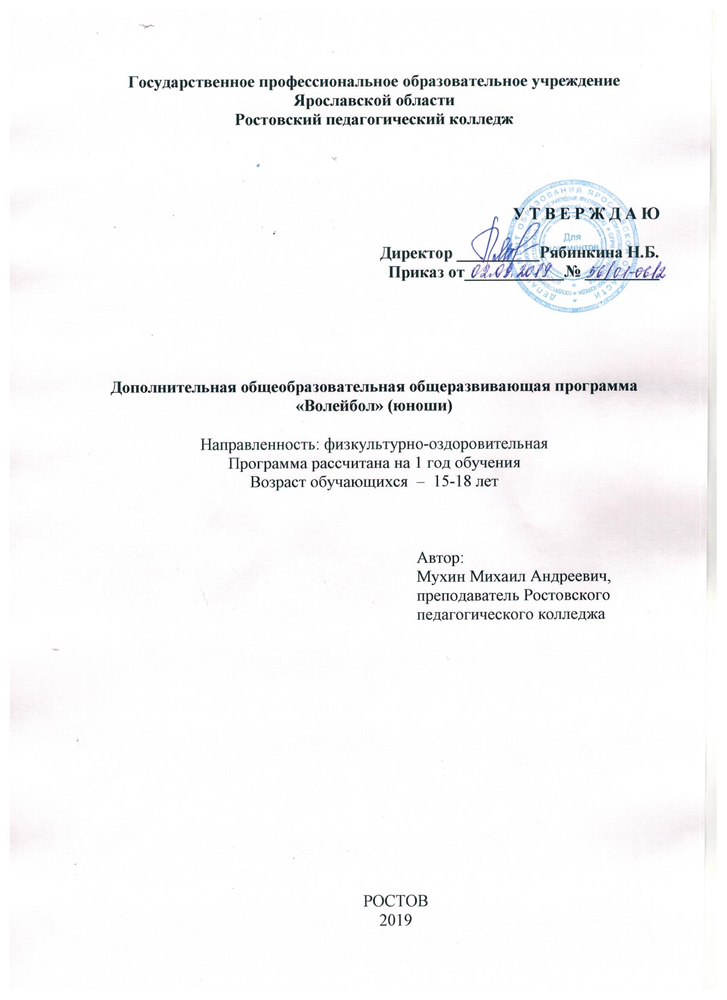 Государственное профессиональное образовательное учреждение
Ярославской области
Ростовский педагогический колледж
У Т В Е Р Ж Д А Ю
Директор __________Рябинкина Н.Б.
Приказ от 02.09.2019 № 56/01-06/2
Для
документов
Дополнительная общеобразовательная общеразвивающая программа
«Волейбол» (юноши)
Направленность: физкультурно-оздоровительная
Программа рассчитана на 1 год обучения
Возраст обучающихся – 15-18 лет
Автор:
Мухин Михаил Андреевич,
преподаватель Ростовского
педагогического колледжа
РОСТОВ
2019